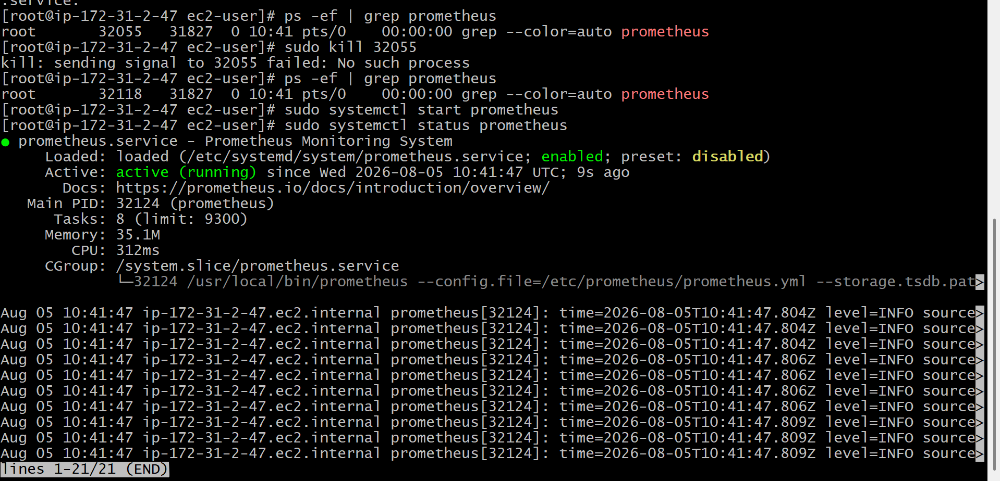 .service.
[root@ip-172-31-2-47 ec2-user]# ps -ef | grep prometheus
root       32055   31827  0 10:41 pts/0    00:00:00 grep --color=auto prometheus
[root@ip-172-31-2-47 ec2-user]# sudo kill 32055
kill: sending signal to 32055 failed: No such process
[root@ip-172-31-2-47 ec2-user]# ps -ef | grep prometheus
root       32118   31827  0 10:41 pts/0    00:00:00 grep --color=auto prometheus
[root@ip-172-31-2-47 ec2-user]# sudo systemctl start prometheus
[root@ip-172-31-2-47 ec2-user]# sudo systemctl status prometheus
● prometheus.service - Prometheus Monitoring System
     Loaded: loaded (/etc/systemd/system/prometheus.service; enabled; preset: disabled)
     Active: active (running) since Wed 2026-08-05 10:41:47 UTC; 9s ago
       Docs: https://prometheus.io/docs/introduction/overview/
   Main PID: 32124 (prometheus)
      Tasks: 8 (limit: 9300)
     Memory: 35.1M
        CPU: 312ms
     CGroup: /system.slice/prometheus.service
             └─32124 /usr/local/bin/prometheus --config.file=/etc/prometheus/prometheus.yml --storage.tsdb.pat>
Aug 05 10:41:47 ip-172-31-2-47.ec2.internal prometheus[32124]: time=2026-08-05T10:41:47.804Z level=INFO source>
Aug 05 10:41:47 ip-172-31-2-47.ec2.internal prometheus[32124]: time=2026-08-05T10:41:47.804Z level=INFO source>
Aug 05 10:41:47 ip-172-31-2-47.ec2.internal prometheus[32124]: time=2026-08-05T10:41:47.804Z level=INFO source>
Aug 05 10:41:47 ip-172-31-2-47.ec2.internal prometheus[32124]: time=2026-08-05T10:41:47.806Z level=INFO source>
Aug 05 10:41:47 ip-172-31-2-47.ec2.internal prometheus[32124]: time=2026-08-05T10:41:47.806Z level=INFO source>
Aug 05 10:41:47 ip-172-31-2-47.ec2.internal prometheus[32124]: time=2026-08-05T10:41:47.806Z level=INFO source>
Aug 05 10:41:47 ip-172-31-2-47.ec2.internal prometheus[32124]: time=2026-08-05T10:41:47.806Z level=INFO source>
Aug 05 10:41:47 ip-172-31-2-47.ec2.internal prometheus[32124]: time=2026-08-05T10:41:47.809Z level=INFO source>
Aug 05 10:41:47 ip-172-31-2-47.ec2.internal prometheus[32124]: time=2026-08-05T10:41:47.809Z level=INFO source>
Aug 05 10:41:47 ip-172-31-2-47.ec2.internal prometheus[32124]: time=2026-08-05T10:41:47.809Z level=INFO source>
lines 1-21/21 (END)